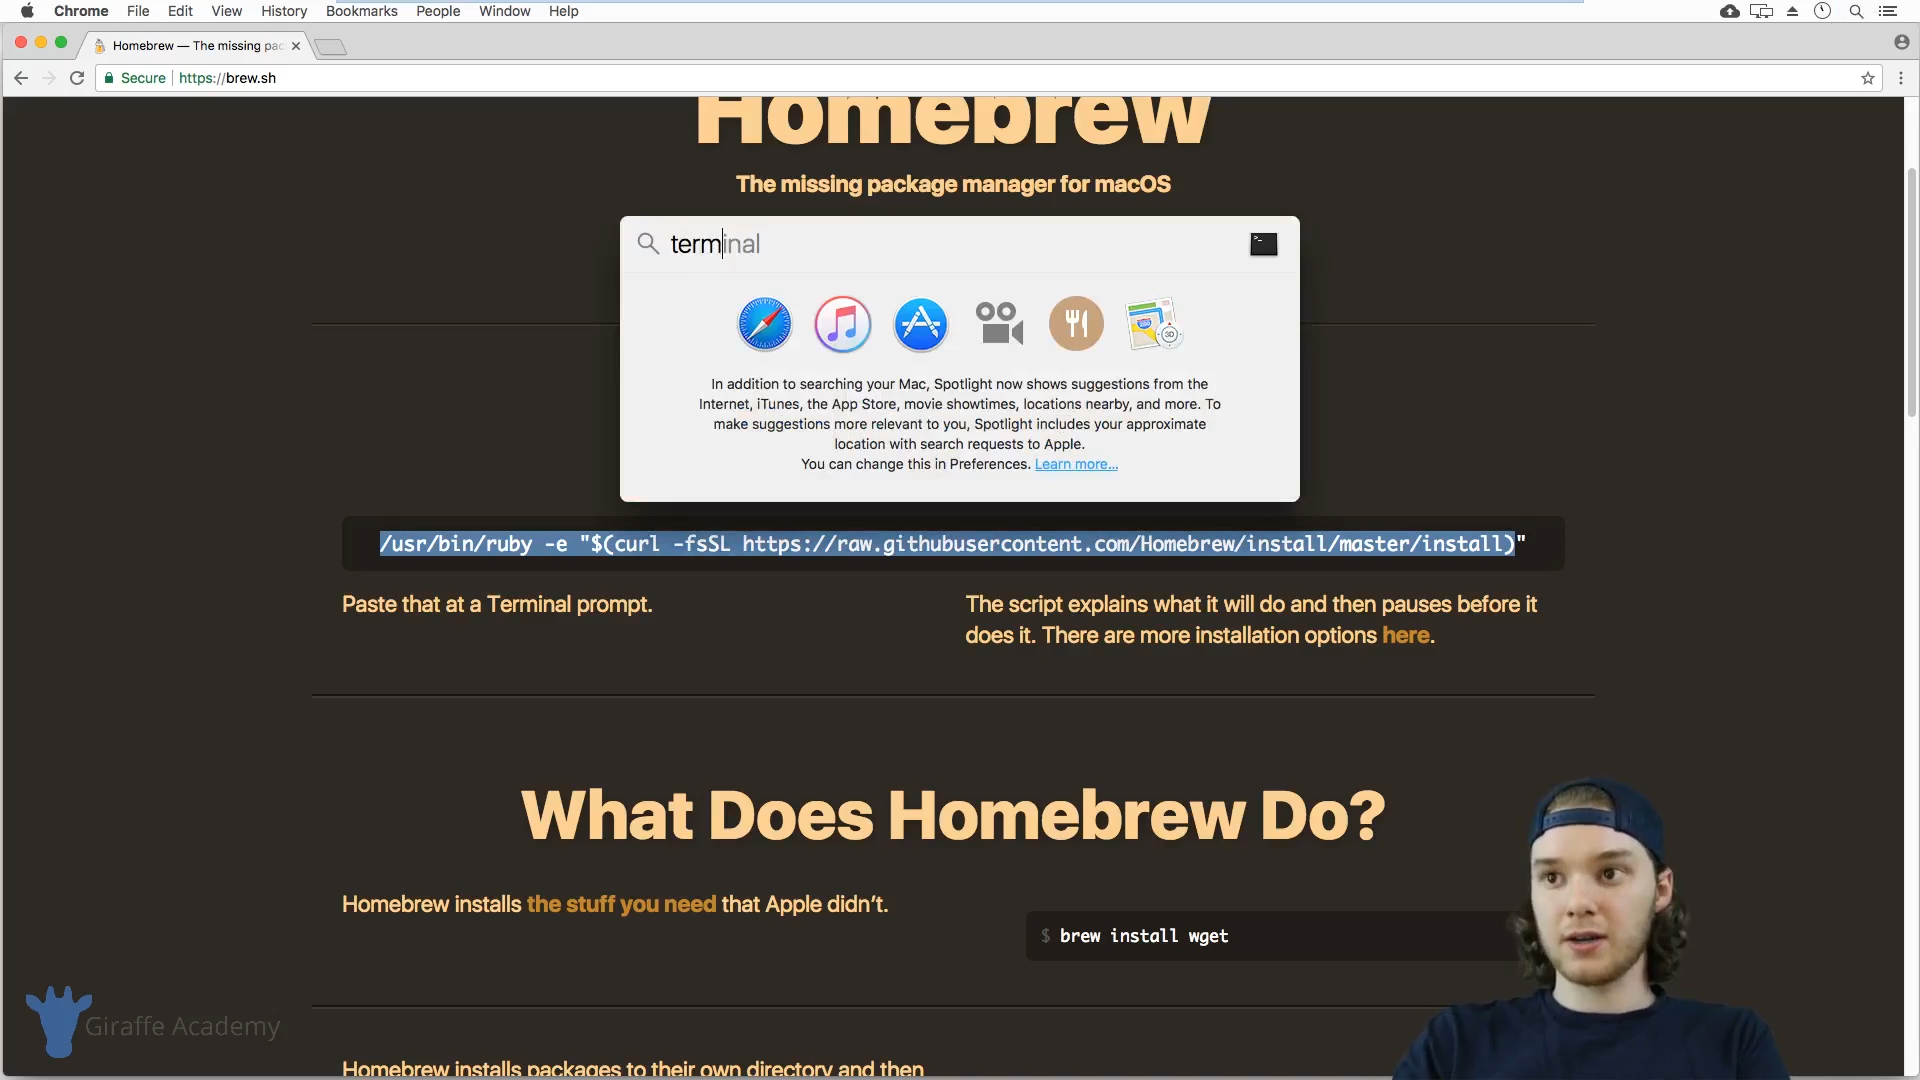 Chrome File Edit View History Bookmarks People Window Help
Homebrew — The missing pac
Secure https://brew.sh
Homebrew
The missing package manager for macOS
terminal
In addition to searching your Mac, Spotlight now shows suggestions from the
Internet, iTunes, the App Store, movie showtimes, locations nearby, and more. To
make suggestions more relevant to you, Spotlight includes your approximate
location with search requests to Apple.
You can change this in Preferences. Learn more...
/usr/bin/ruby -e "$(curl -fsSL https://raw.githubusercontent.com/Homebrew/install/master/install)"
Paste that at a Terminal prompt.
The script explains what it will do and then pauses before it
does it. There are more installation options here.
What Does Homebrew Do?
Homebrew installs the stuff you need that Apple didn’t.
$ brew install wget
Giraffe Academy
Homebrew installs packages to their own directory and then